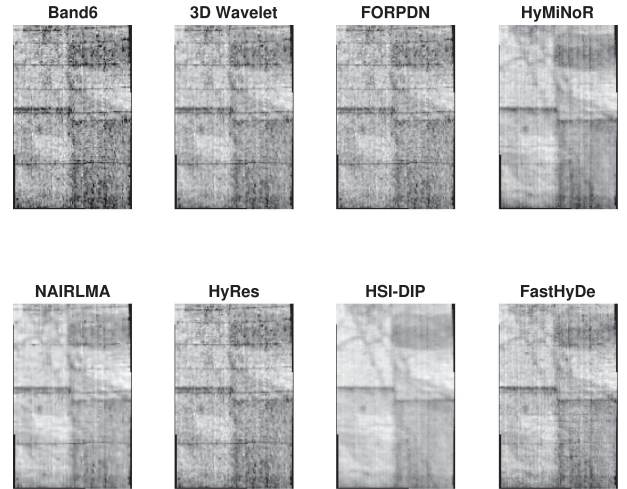 Band6 3D Wavelet FORPDN HyMiNoR
NAIRLMA HyRes HSI-DIP FastHyDe